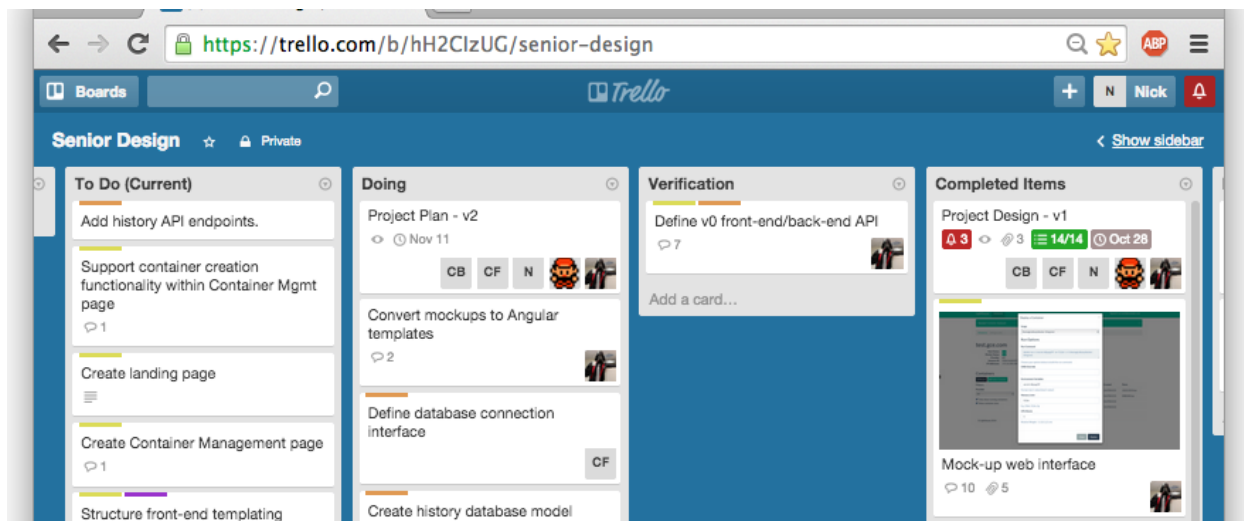 https://trello.com/b/hH2CIzUG/senior-design
ABP
Boards
Trello
N Nick
Senior Design
Private
Show sidebar
To Do (Current)
Add history API endpoints.
Support container creation
functionality within Container Mgmt
page
1
Create landing page
Create Container Management page
1
Structure front-end templating
Doing
Project Plan - v2
Nov 11
CB CF N
Convert mockups to Angular
templates
2
Define database connection
interface
CF
Create history database model
Verification
Define v0 front-end/back-end API
7
Add a card...
Completed Items
Project Design - v1
3 3 14/14 Oct 28
CB CF N
Mock-up web interface
10 5